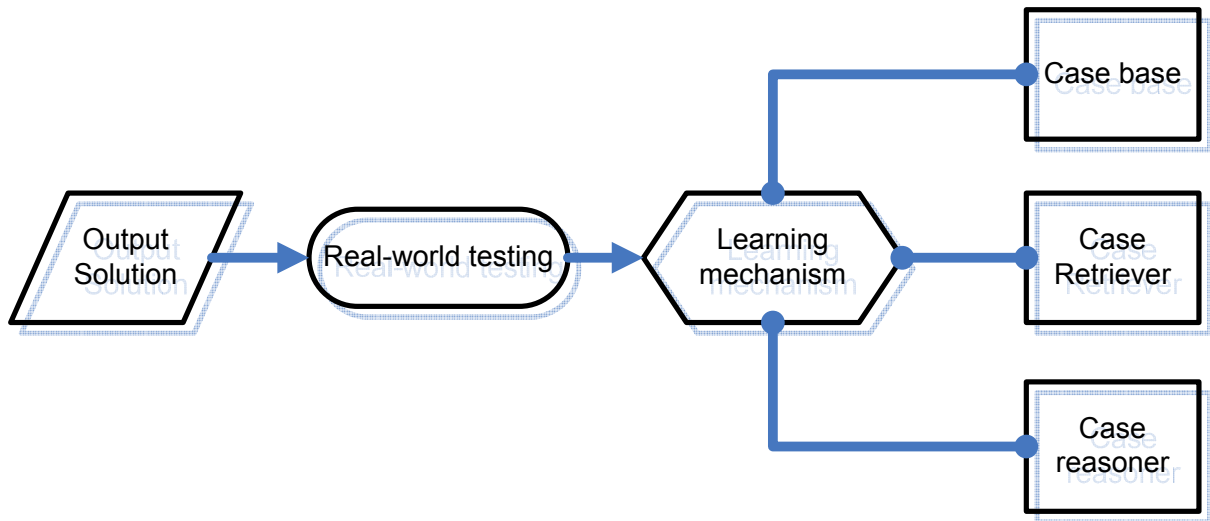 Case base
Output
Solution
Real-world testing
Learning
mechanism
Case
Retriever
Case
reasoner